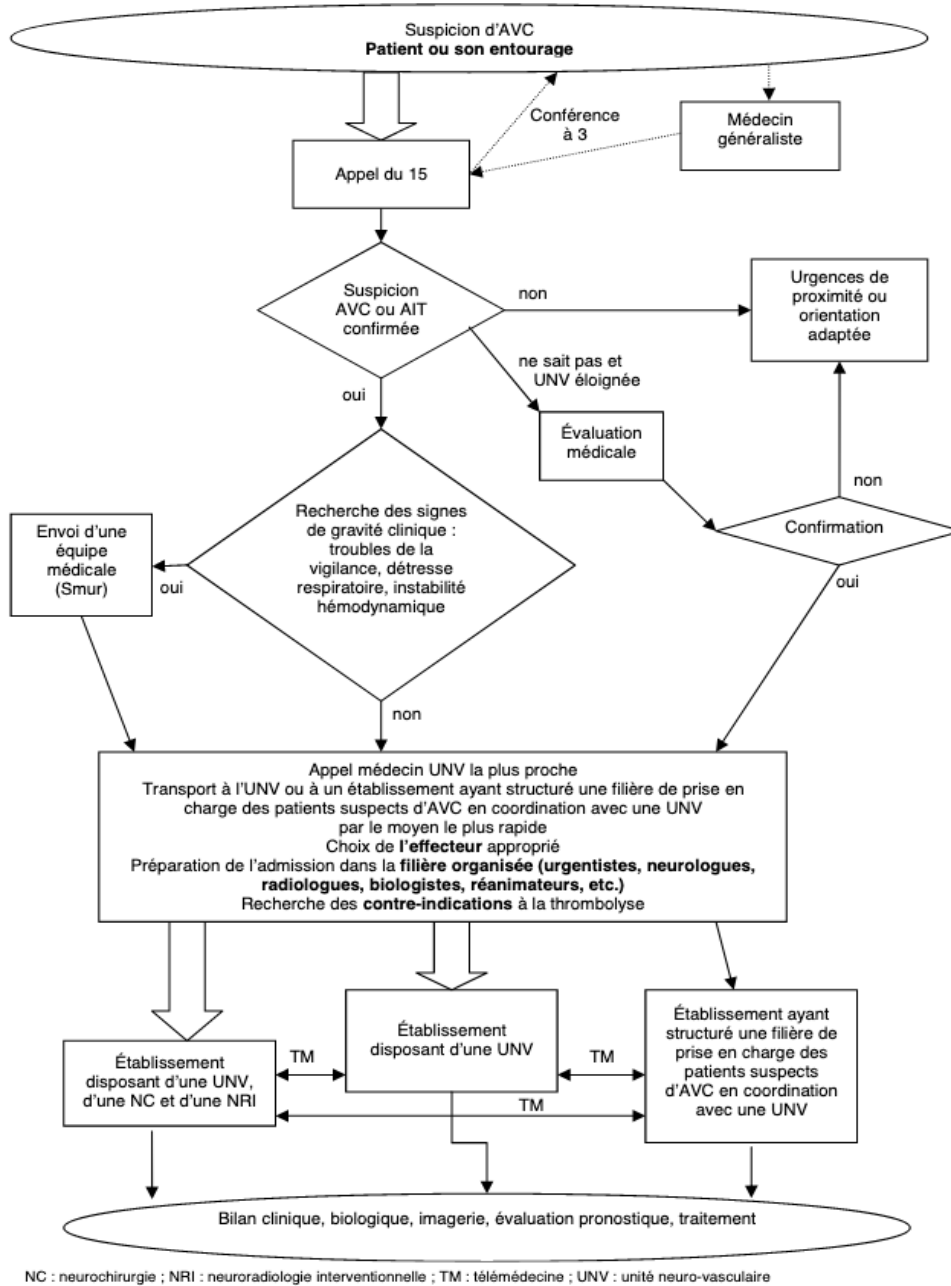 Suspicion d'AVC
Patient ou son entourage
Conférence
à 3
Médecin
généraliste
Appel du 15
Suspicion
AVC ou AIT
confirmée
non
Urgences de
proximité ou
orientation
adaptée
ne sait pas et
UNV éloignée
oui
Évaluation
médicale
non
Confirmation
oui
Recherche des signes
de gravité clinique :
troubles de la
vigilance, détresse
respiratoire, instabilité
hémodynamique
Envoi d'une
équipe
médicale
(Smur)
oui
non
Appel médecin UNV la plus proche
Transport à l'UNV ou à un établissement ayant structuré une filière de prise en
charge des patients suspects d'AVC en coordination avec une UNV
par le moyen le plus rapide
Choix de l'effecteur approprié
Préparation de l'admission dans la filière organisée (urgentistes, neurologues,
radiologues, biologistes, réanimateurs, etc.)
Recherche des contre-indications à la thrombolyse
Établissement
disposant d'une UNV,
d'une NC et d'une NRI
TM
Établissement
disposant d'une UNV
TM
TM
Établissement ayant
structuré une filière de
prise en charge des
patients suspects
d'AVC en coordination
avec une UNV
Bilan clinique, biologique, imagerie, évaluation pronostique, traitement
NC : neurochirurgie ; NRI : neuroradiologie interventionnelle ; TM : télémédecine ; UNV : unité neuro-vasculaire